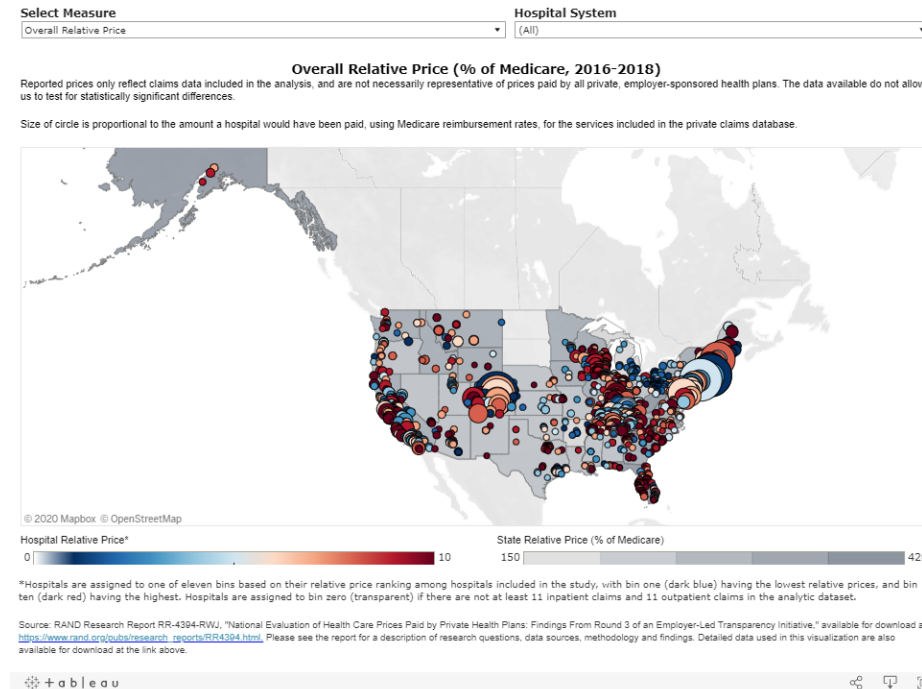 Select Measure
Hospital System
Overall Relative Price
(All)
Overall Relative Price (% of Medicare, 2016-2018)
Reported prices only reflect claims data included in the analysis, and are not necessarily representative of prices paid by all private, employer-sponsored health plans. The data available do not allow
us to test for statistically significant differences.
Size of circle is proportional to the amount a hospital would have been paid, using Medicare reimbursement rates, for the services included in the private claims database.
© 2020 Mapbox © OpenStreetMap
Hospital Relative Price*
State Relative Price (% of Medicare)
0
10
150
420
*Hospitals are assigned to one of eleven bins based on their relative price ranking among hospitals included in the study, with bin one (dark blue) having the lowest relative prices, and bin
ten (dark red) having the highest. Hospitals are assigned to bin zero (transparent) if there are not at least 11 inpatient claims and 11 outpatient claims in the analytic dataset.
Source: RAND Research Report RR-4394-RWJ, "National Evaluation of Health Care Prices Paid by Private Health Plans: Findings From Round 3 of an Employer-Led Transparency Initiative," available for download a
https://www.rand.org/pubs/research_reports/RR4394.html. Please see the report for a description of research questions, data sources, methodology and findings. Detailed data used in this visualization are also
available for download at the link above.
+ a b | e a u